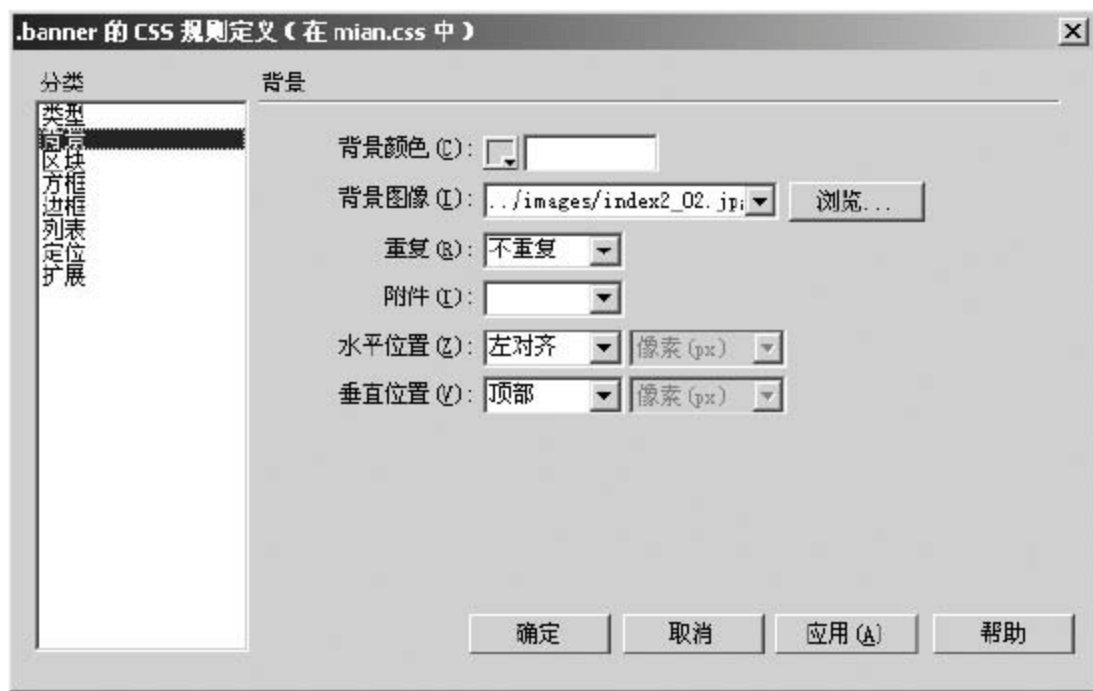 .banner 的 CSS 规则定义（在 mian.css 中）
分类
类型
背景
区块
方框
边框
列表
定位
扩展
背景
背景颜色(C):
背景图像(I): ../images/index2_02.jp 浏览...
重复(R): 不重复
附件(T):
水平位置(Z): 左对齐 像素(px)
垂直位置(V): 顶部 像素(px)
确定 取消 应用(A) 帮助